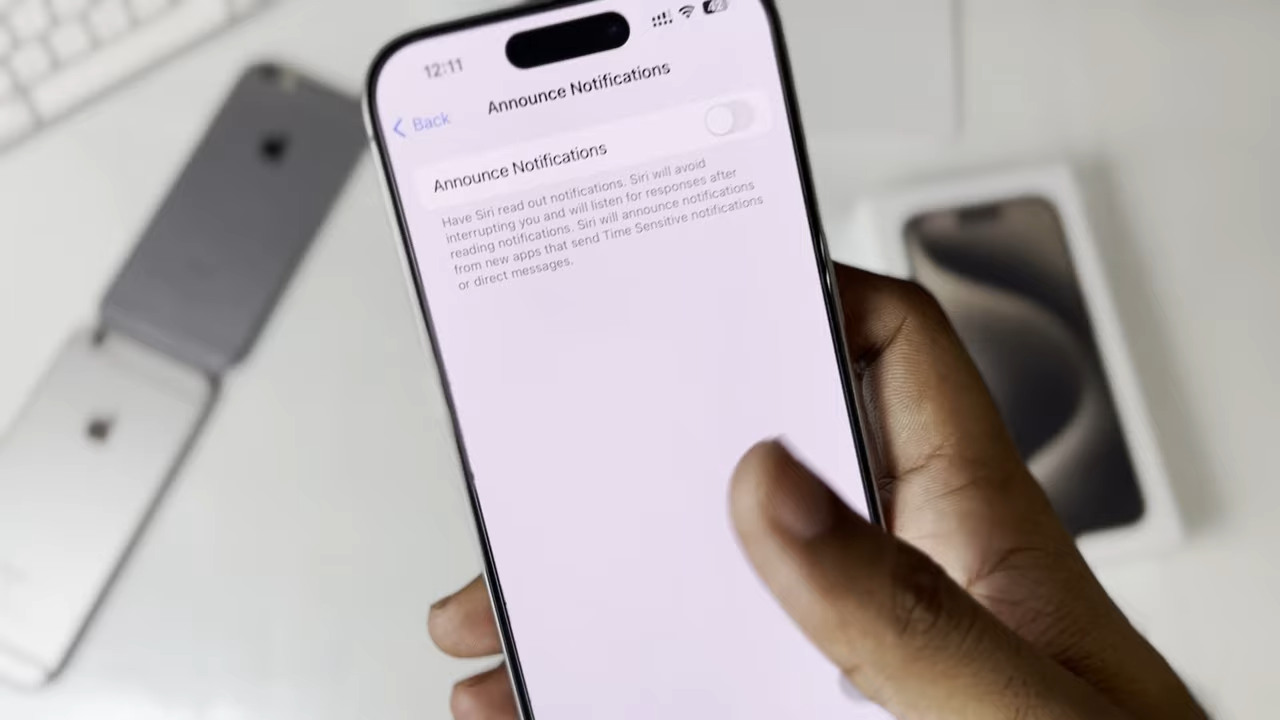 12:11
42
Back
Announce Notifications
Announce Notifications
Have Siri read out notifications. Siri will avoid
interrupting you and will listen for responses after
reading notifications. Siri will announce notifications
from new apps that send Time Sensitive notifications
or direct messages.